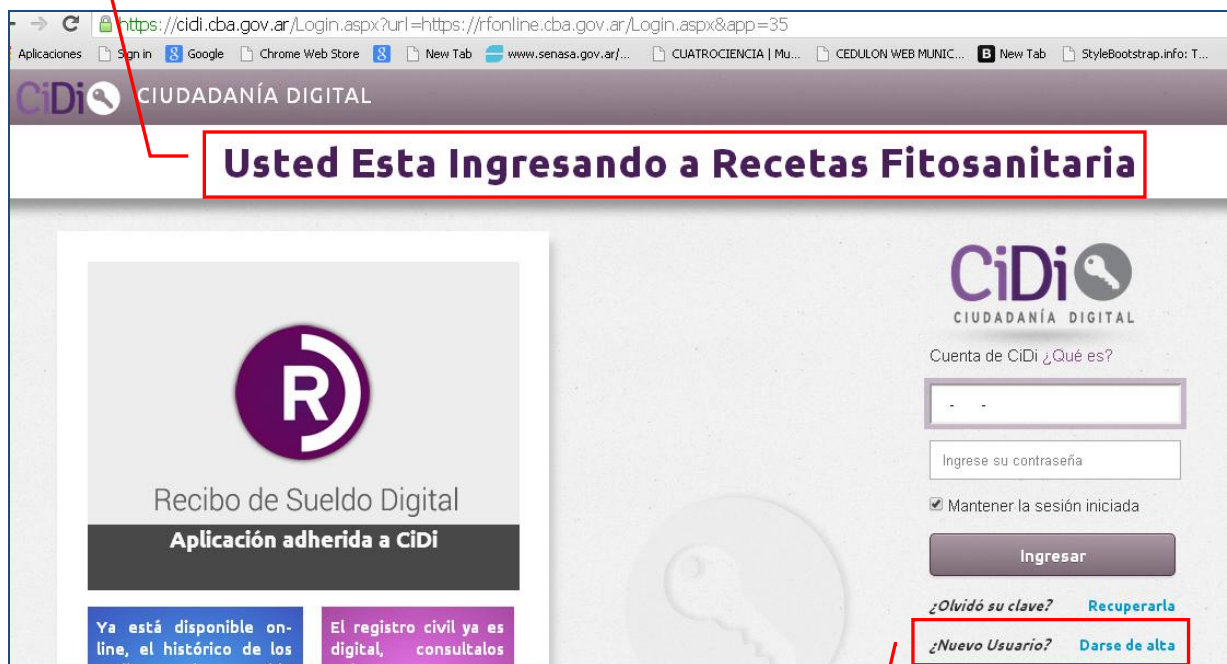 https://cidi.cba.gov.ar/Login.aspx?url=https://rfonline.cba.gov.ar/Login.aspx&app=35
Aplicaciones Sign in Google Chrome Web Store New Tab www.senasa.gov.ar/... CUATROCIENCIA | Mu... CEDULON WEB MUNIC... New Tab StyleBootstrap.info: T...
CiDi CIUDADANÍA DIGITAL
Usted Esta Ingresando a Recetas Fitosanitaria
R
Recibo de Sueldo Digital
Aplicación adherida a CiDi
Ya está disponible on-
line, el histórico de los
El registro civil ya es
digital, consultalos
CiDi
CIUDADANÍA DIGITAL
Cuenta de CiDi ¿Qué es?
- -
Ingrese su contraseña
Mantener la sesión iniciada
Ingresar
¿Olvidó su clave? Recuperarla
¿Nuevo Usuario? Darse de alta